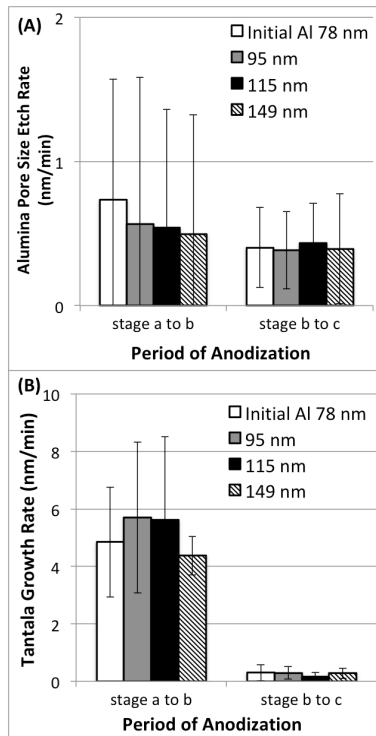 (A)
2
Initial Al 78 nm
95 nm
115 nm
149 nm
Alumina Pore Size Etch Rate
(nm/min)
1
0
stage a to b
stage b to c
Period of Anodization
(B)
10
Initial Al 78 nm
95 nm
115 nm
149 nm
Tantala Growth Rate (nm/min)
8
6
4
2
0
stage a to b
stage b to c
Period of Anodization